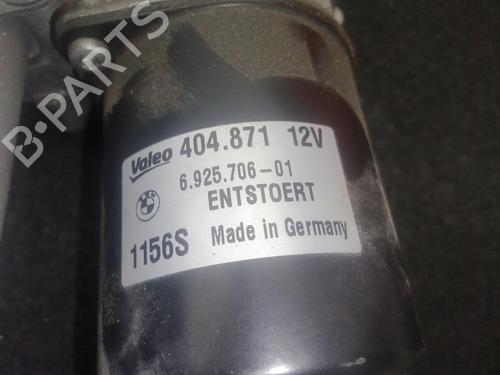 B-PARTS
Valeo 404.871 12V
6.925.706-01
ENTSTOERT
1156S Made in Germany